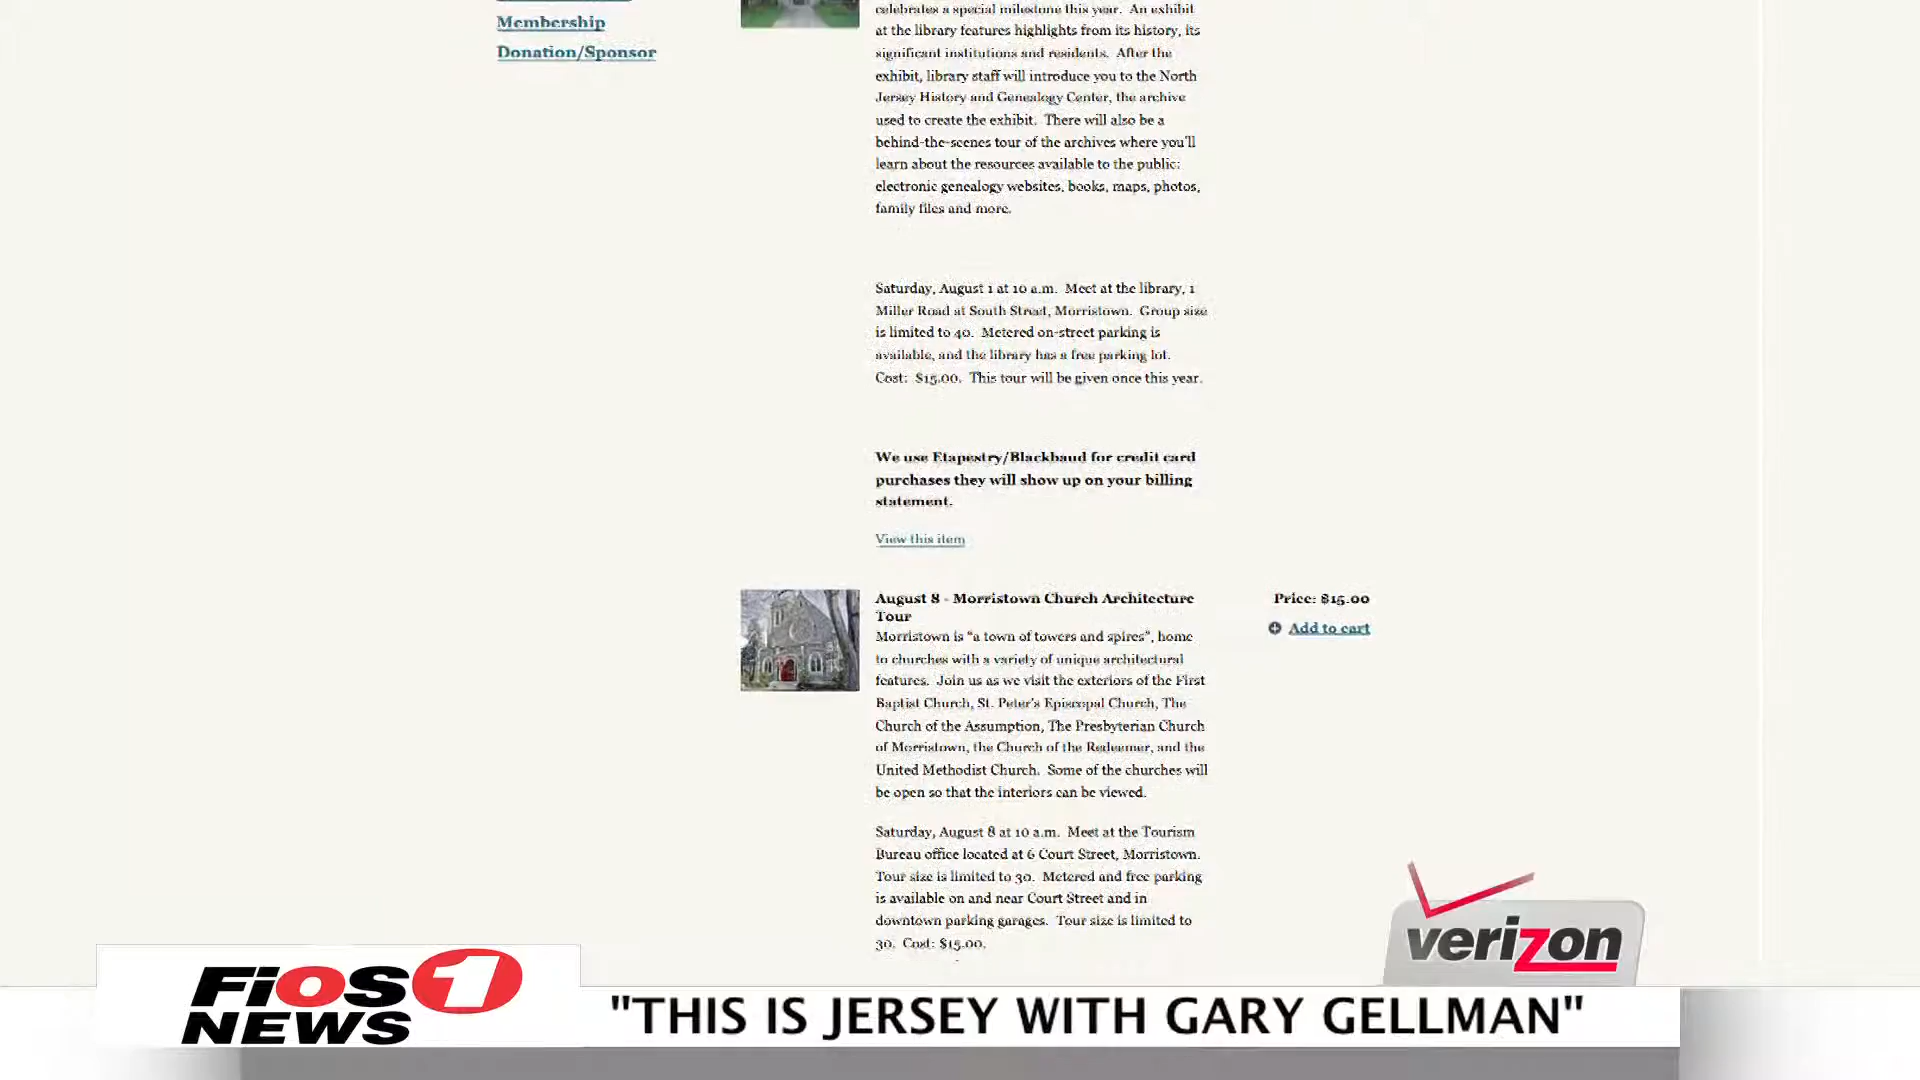 Membership
Donation/Sponsor
celebrates a special milestone this year. An exhibit
at the library features highlights from its history, its
significant institutions and residents. After the
exhibit, library staff will introduce you to the North
Jersey History and Genealogy Center, the archive
used to create the exhibit. There will also be a
behind-the-scenes tour of the archives where you'll
learn about the resources available to the public:
electronic genealogy websites, books, maps, photos,
family files and more.
Saturday, August 1 at 10 a.m. Meet at the library, 1
Miller Road at South Street, Morristown. Group size
is limited to 40. Metered on-street parking is
available, and the library has a free parking lot.
Cost: $15.00. This tour will be given once this year.
We use Etapestry/Blackbaud for credit card
purchases they will show up on your billing
statement.
View this item
August 8 - Morristown Church Architecture
Tour
Price: $15.00
Add to cart
Morristown is "a town of towers and spires", home
to churches with a variety of unique architectural
features. Join us as we visit the exteriors of the First
Baptist Church, St. Peter's Episcopal Church, The
Church of the Assumption, The Presbyterian Church
of Morristown, the Church of the Redeemer, and the
United Methodist Church. Some of the churches will
be open so that the interiors can be viewed.
Saturday, August 8 at 10 a.m. Meet at the Tourism
Bureau office located at 6 Court Street, Morristown.
Tour size is limited to 30. Metered and free parking
is available on and near Court Street and in
downtown parking garages. Tour size is limited to
30. Cost: $15.00.
verizon
FiOS1
NEWS
"THIS IS JERSEY WITH GARY GELLMAN"